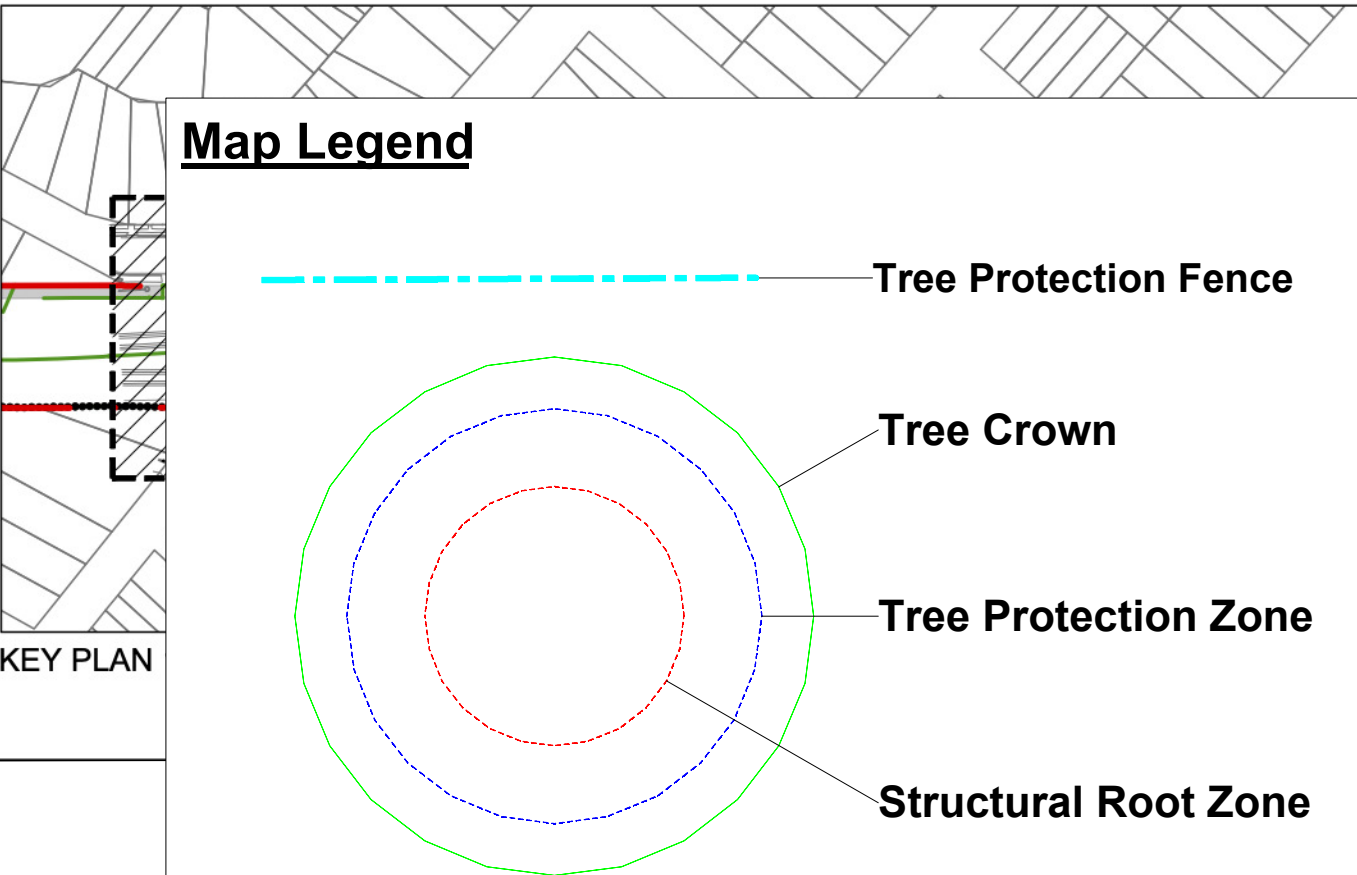 Map Legend
Tree Protection Fence
Tree Crown
Tree Protection Zone
KEY PLAN
Structural Root Zone